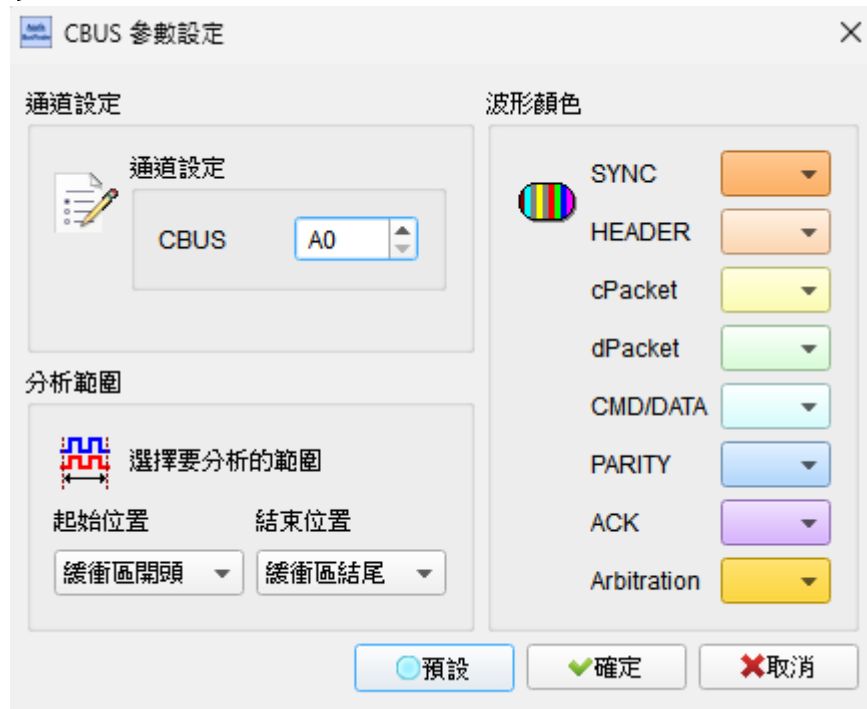 CBUS 參數設定
通道設定
通道設定
CBUS A0
分析範圍
選擇要分析的範圍
起始位置 結束位置
緩衝區開頭 緩衝區結尾
波形顏色
SYNC
HEADER
cPacket
dPacket
CMD/DATA
PARITY
ACK
Arbitration
預設 確定 取消